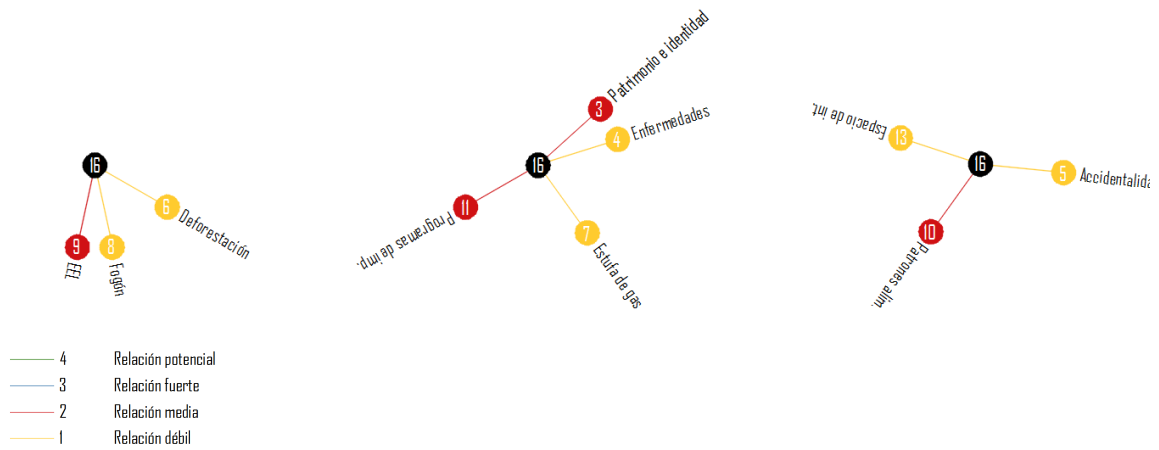 16
6
Deforestación
9
EEL
8
Fogón
3
Patrimonio e identidad
4
Enfermedades
16
11
Programas de imp.
7
Estufa de gas
Espacio de int.
13
16
5
Accidentalida
10
Patrones alim.
4 Relación potencial
3 Relación fuerte
2 Relación media
1 Relación débil